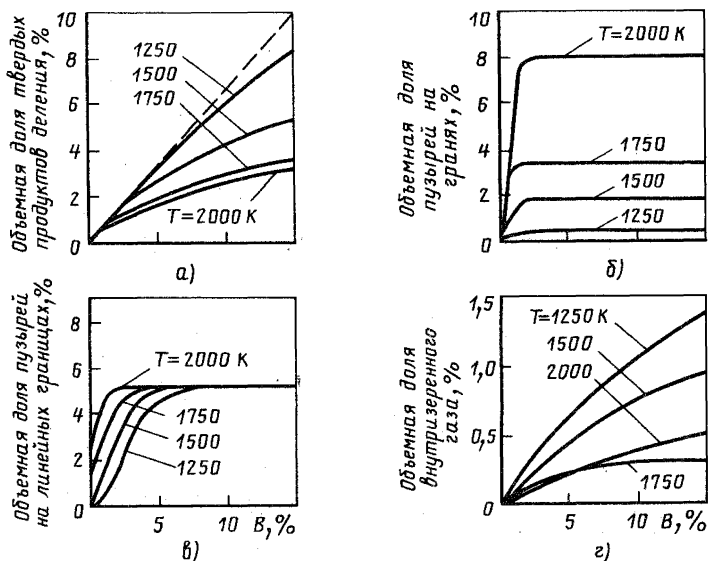 Объемная доля твердых
продуктов деления, %
10
8
6
4
2
0
1250
1500
1750
T=2000 K
а)
Объемная доля
пузырей на
гранях, %
8
6
4
2
0
T=2000 K
1750
1500
1250
б)
Объемная доля пузырей
на линейных границах, %
8
6
4
2
0
T=2000 K
1750
1500
1250
5
10
B, %
в)
Объемная доля
внутризеренного
газа, %
1,5
1,0
0,5
0
T=1250 K
1500
2000
1750
5
10
B, %
г)